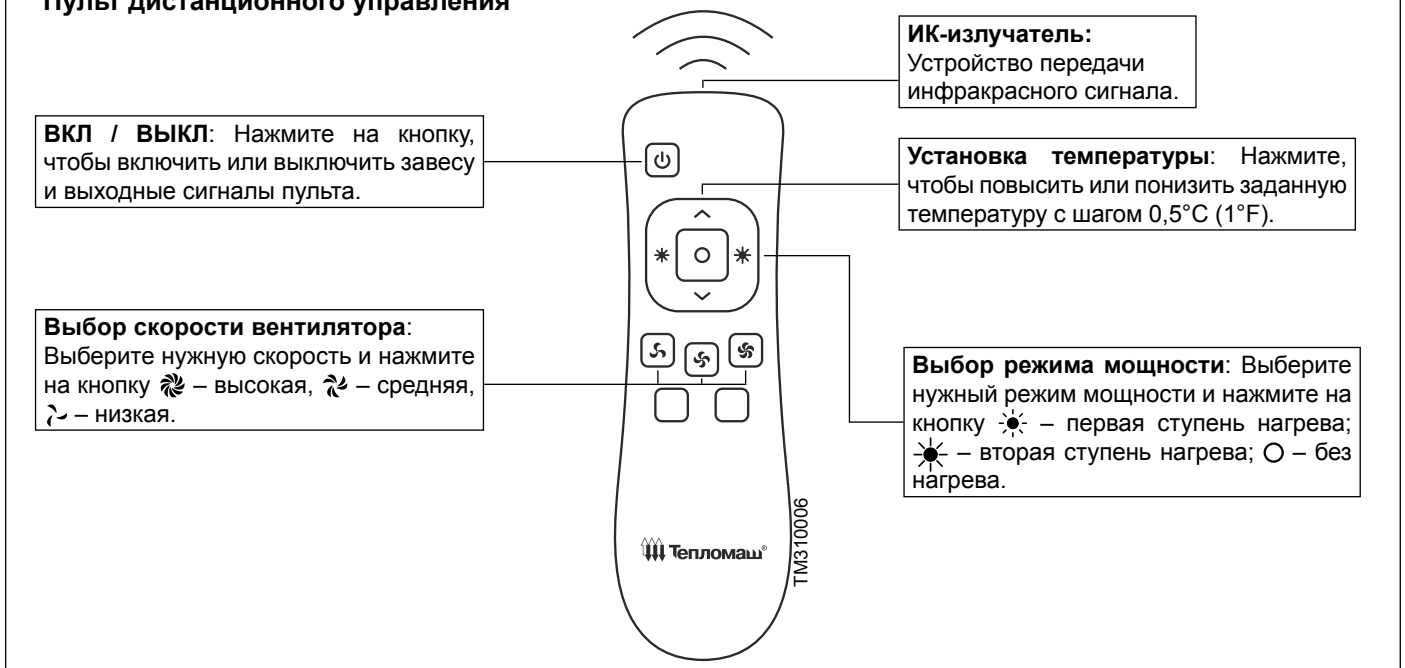 Пульт дистанционного управления
ИК-излучатель:
Устройство передачи
инфракрасного сигнала.
ВКЛ / ВЫКЛ: Нажмите на кнопку,
чтобы включить или выключить завесу
и выходные сигналы пульта.
Установка температуры: Нажмите,
чтобы повысить или понизить заданную
температуру с шагом 0,5°C (1°F).
Выбор скорости вентилятора:
Выберите нужную скорость и нажмите
на кнопку – высокая, – средняя,
– низкая.
Выбор режима мощности: Выберите
нужный режим мощности и нажмите на
кнопку – первая ступень нагрева;
– вторая ступень нагрева; – без
нагрева.
Тепломаш®
TM310006